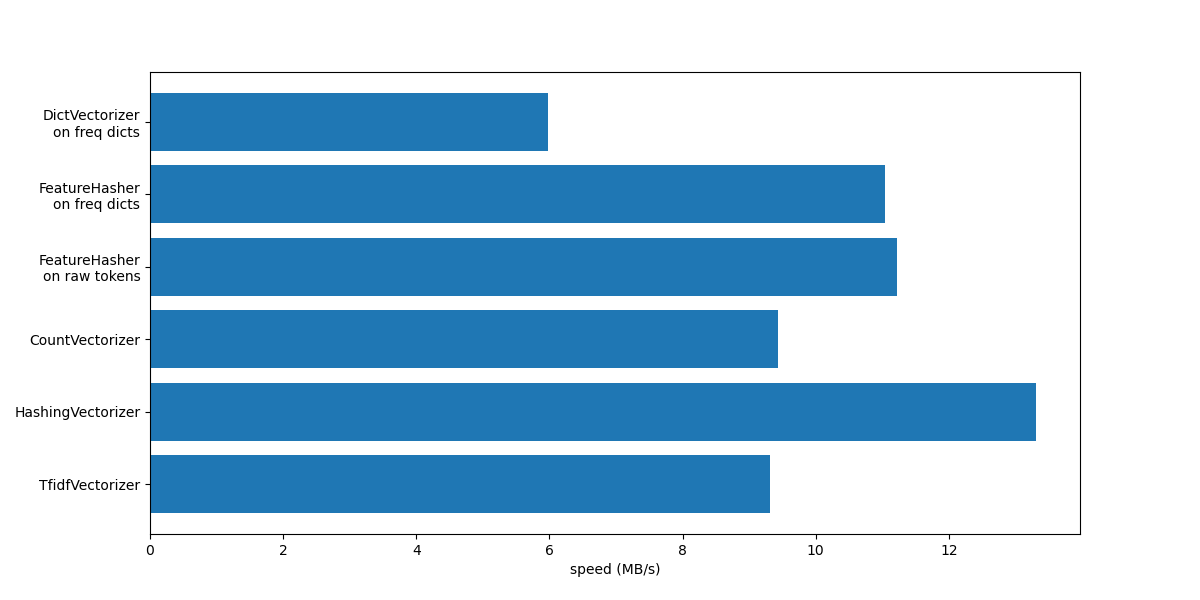 DictVectorizer
on freq dicts
FeatureHasher
on freq dicts
FeatureHasher
on raw tokens
CountVectorizer
HashingVectorizer
TfidfVectorizer
0 2 4 6 8 10 12
speed (MB/s)